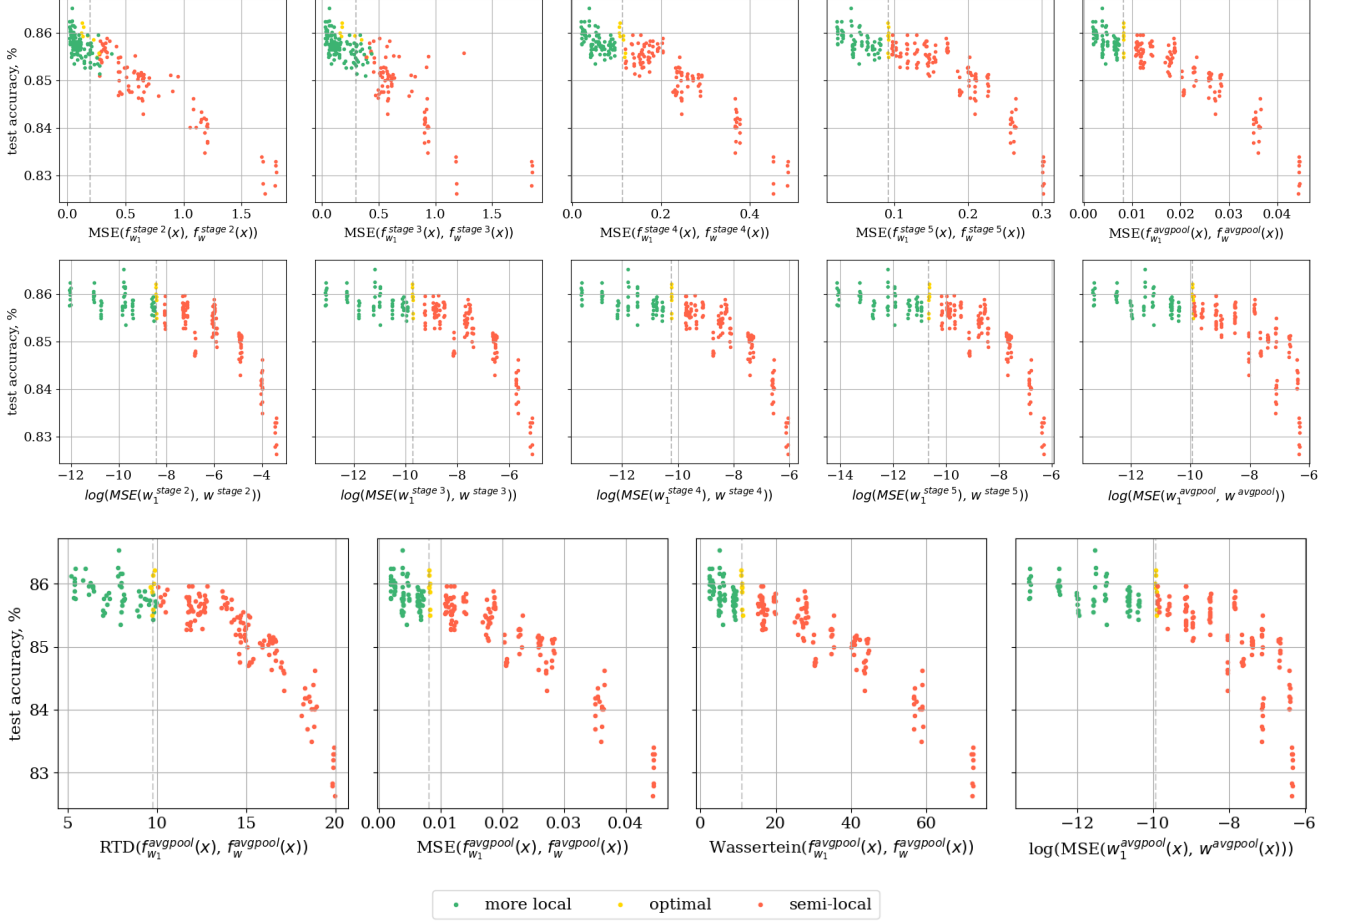 test accuracy, %
0.86
0.85
0.84
0.83
0.0 0.5 1.0 1.5
MSE(f_{w_1}^{stage 2}(x), f_w^{stage 2}(x))
0.0 0.5 1.0 1.5
MSE(f_{w_1}^{stage 3}(x), f_w^{stage 3}(x))
0.0 0.2 0.4
MSE(f_{w_1}^{stage 4}(x), f_w^{stage 4}(x))
0.1 0.2 0.3
MSE(f_{w_1}^{stage 5}(x), f_w^{stage 5}(x))
0.00 0.01 0.02 0.03 0.04
MSE(f_{w_1}^{avgpool}(x), f_w^{avgpool}(x))
test accuracy, %
0.86
0.85
0.84
0.83
−12 −10 −8 −6 −4
log(MSE(w_1^{stage 2}), w^{stage 2}))
−12 −10 −8 −6
log(MSE(w_1^{stage 3}), w^{stage 3}))
−12 −10 −8 −6
log(MSE(w_1^{stage 4}), w^{stage 4}))
−14 −12 −10 −8 −6
log(MSE(w_1^{stage 5}), w^{stage 5}))
−12 −10 −8 −6
log(MSE(w_1^{avgpool}, w^{avgpool}))
test accuracy, %
86
85
84
83
5 10 15 20
RTD(f_{w_1}^{avgpool}(x), f_w^{avgpool}(x))
0.00 0.01 0.02 0.03 0.04
MSE(f_{w_1}^{avgpool}(x), f_w^{avgpool}(x))
0 20 40 60
Wassertein(f_{w_1}^{avgpool}(x), f_w^{avgpool}(x))
−12 −10 −8 −6
log(MSE(w_1^{avgpool}(x), w^{avgpool}(x)))
more local optimal semi-local